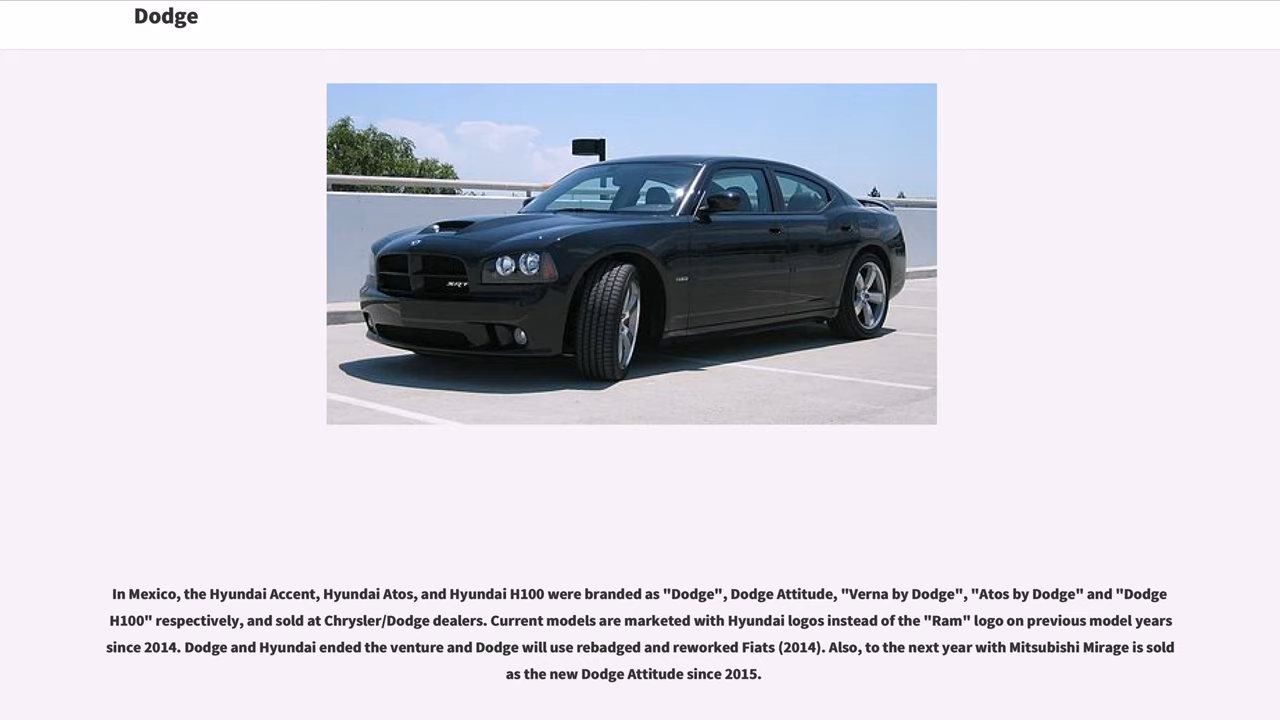 Dodge
SRT
In Mexico, the Hyundai Accent, Hyundai Atos, and Hyundai H100 were branded as "Dodge", Dodge Attitude, "Verna by Dodge", "Atos by Dodge" and "Dodge
H100" respectively, and sold at Chrysler/Dodge dealers. Current models are marketed with Hyundai logos instead of the "Ram" logo on previous model years
since 2014. Dodge and Hyundai ended the venture and Dodge will use rebadged and reworked Fiats (2014). Also, to the next year with Mitsubishi Mirage is sold
as the new Dodge Attitude since 2015.